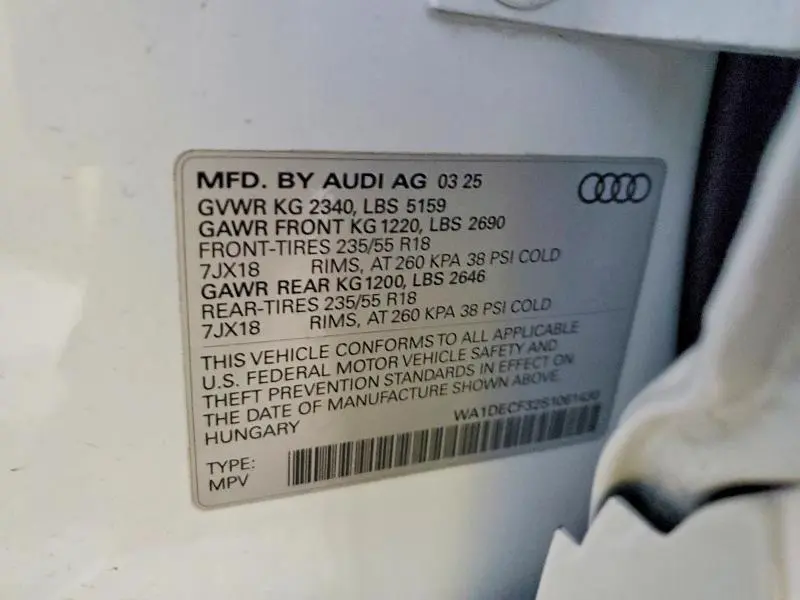 MFD. BY AUDI AG 03 25
GVWR KG 2340, LBS 5159
GAWR FRONT KG 1220, LBS 2690
FRONT-TIRES 235/55 R18
7JX18 RIMS, AT 260 KPA 38 PSI COLD
GAWR REAR KG 1200, LBS 2646
REAR-TIRES 235/55 R18
7JX18 RIMS, AT 260 KPA 38 PSI COLD
THIS VEHICLE CONFORMS TO ALL APPLICABLE
U.S. FEDERAL MOTOR VEHICLE SAFETY AND
THEFT PREVENTION STANDARDS IN EFFECT ON
THE DATE OF MANUFACTURE SHOWN ABOVE.
HUNGARY
TYPE:
MPV